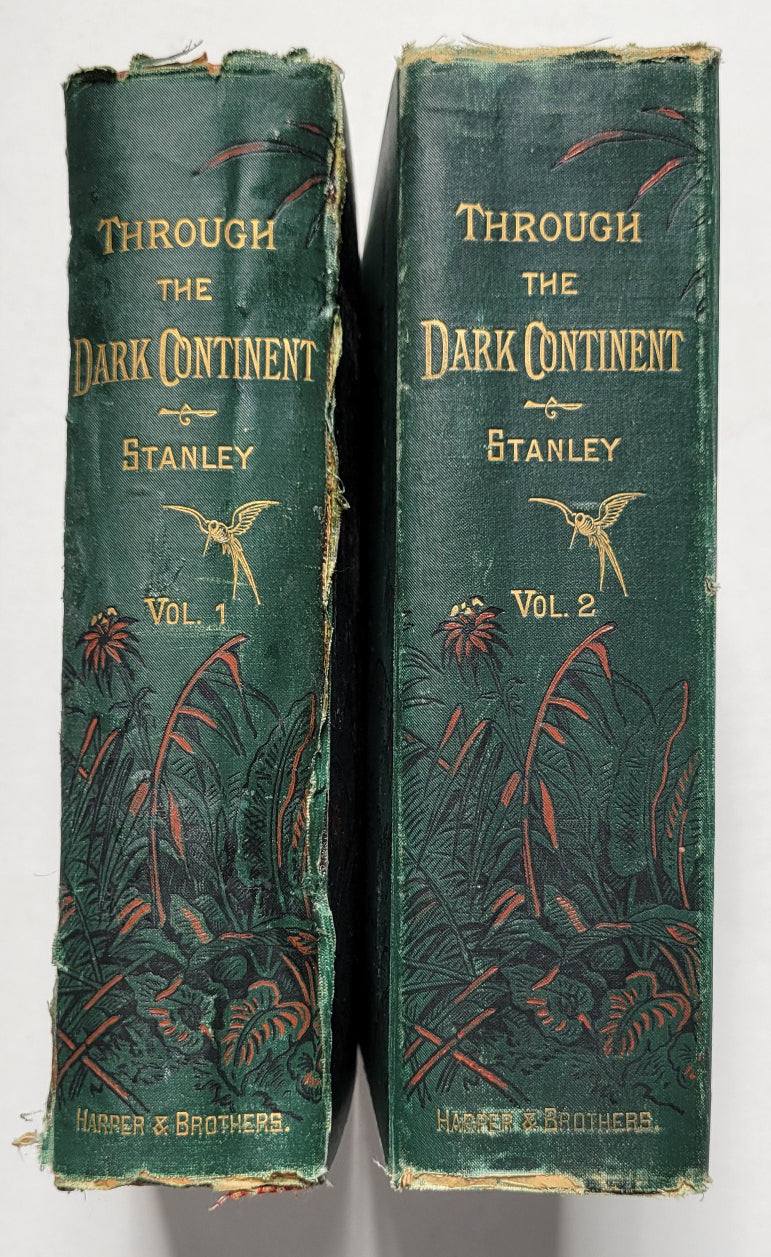 THROUGH
THE
DARK CONTINENT
STANLEY
VOL. 1
HARPER & BROTHERS.
THROUGH
THE
DARK CONTINENT
STANLEY
VOL. 2
HARPER & BROTHERS.